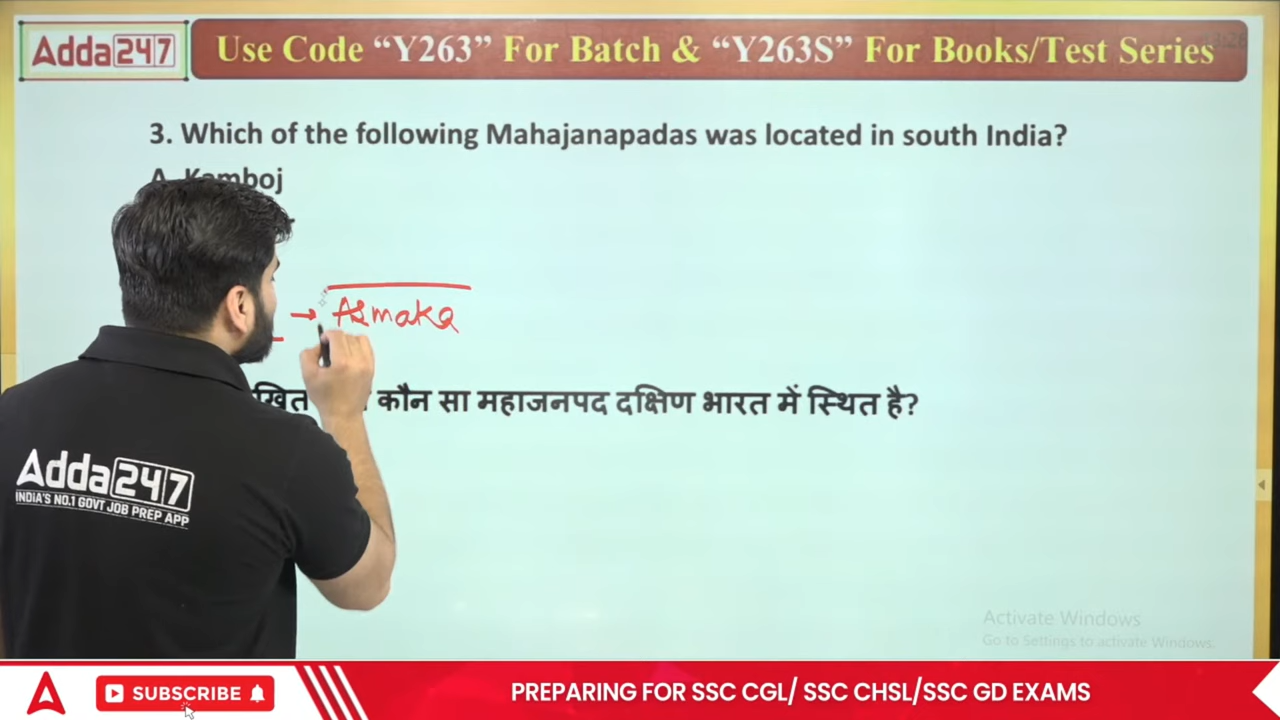 Adda247
Use Code “Y263” For Batch & “Y263S” For Books/Test Series
3. Which of the following Mahajanapadas was located in south India?
A. Kamboj
→ Asmaka
कौन सा महाजनपद दक्षिण भारत में स्थित है?
Adda247
INDIA'S NO.1 GOVT JOB PREP APP
Activate Windows
Go to Settings to activate Windows.
SUBSCRIBE
PREPARING FOR SSC CGL/ SSC CHSL/SSC GD EXAMS